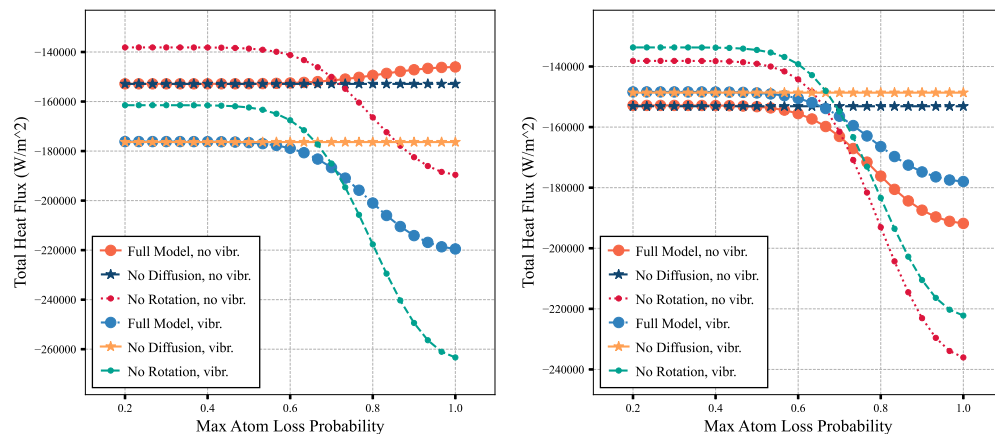 −140000
−160000
−180000
−200000
−220000
−240000
−260000
Total Heat Flux (W/m^2)
Full Model, no vibr.
No Diffusion, no vibr.
No Rotation, no vibr.
Full Model, vibr.
No Diffusion, vibr.
No Rotation, vibr.
0.2 0.4 0.6 0.8 1.0
Max Atom Loss Probability
−140000
−160000
−180000
−200000
−220000
−240000
Total Heat Flux (W/m^2)
Full Model, no vibr.
No Diffusion, no vibr.
No Rotation, no vibr.
Full Model, vibr.
No Diffusion, vibr.
No Rotation, vibr.
0.2 0.4 0.6 0.8 1.0
Max Atom Loss Probability